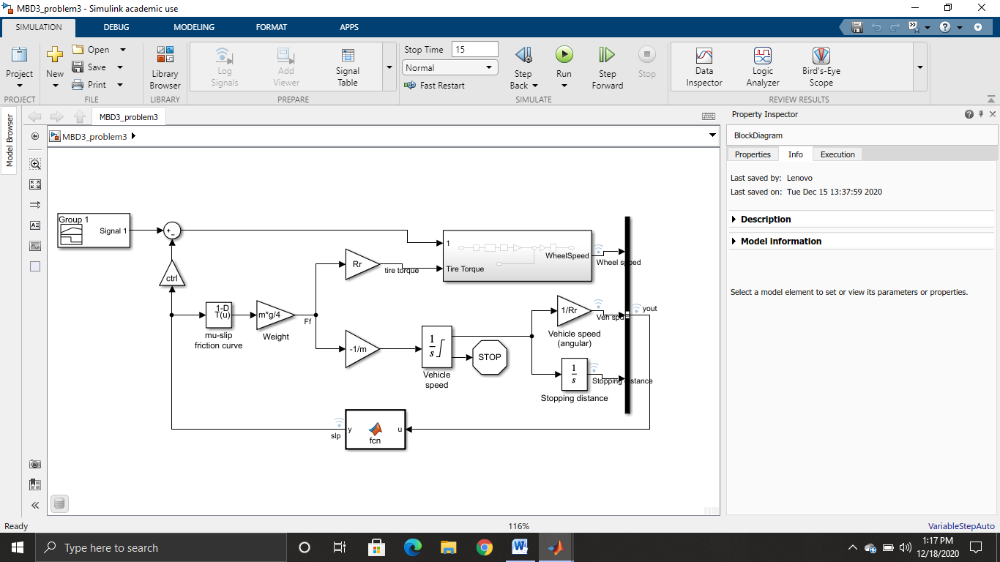 MBD3_problem3 - Simulink academic use
SIMULATION DEBUG MODELING FORMAT APPS
Project
New
Open
Save
Print
Library Browser
Log Signals
Add Viewer
Signal Table
Stop Time 15
Normal
Fast Restart
Step Back
Run
Step Forward
Stop
Data Inspector
Logic Analyzer
Bird's-Eye Scope
PROJECT FILE LIBRARY PREPARE SIMULATE REVIEW RESULTS
Model Browser
MBD3_problem3
MBD3_problem3
Group 1
Signal 1
+
_
ctrl
1-D
T(u)
mu-slip
friction curve
m*g/4
Weight
Ff
Rr
tire torque
1
Tire Torque
WheelSpeed
Wheel speed
-1/m
1
s
Vehicle
speed
STOP
1/Rr
Veh spd
Vehicle speed
(angular)
yout
1
s
Stopping distance
Stopping distance
slp
y
u
fcn
Property Inspector
BlockDiagram
Properties Info Execution
Last saved by: Lenovo
Last saved on: Tue Dec 15 13:37:59 2020
Description
Model information
Select a model element to set or view its parameters or properties.
Ready
116%
VariableStepAuto
Type here to search
1:17 PM
12/18/2020